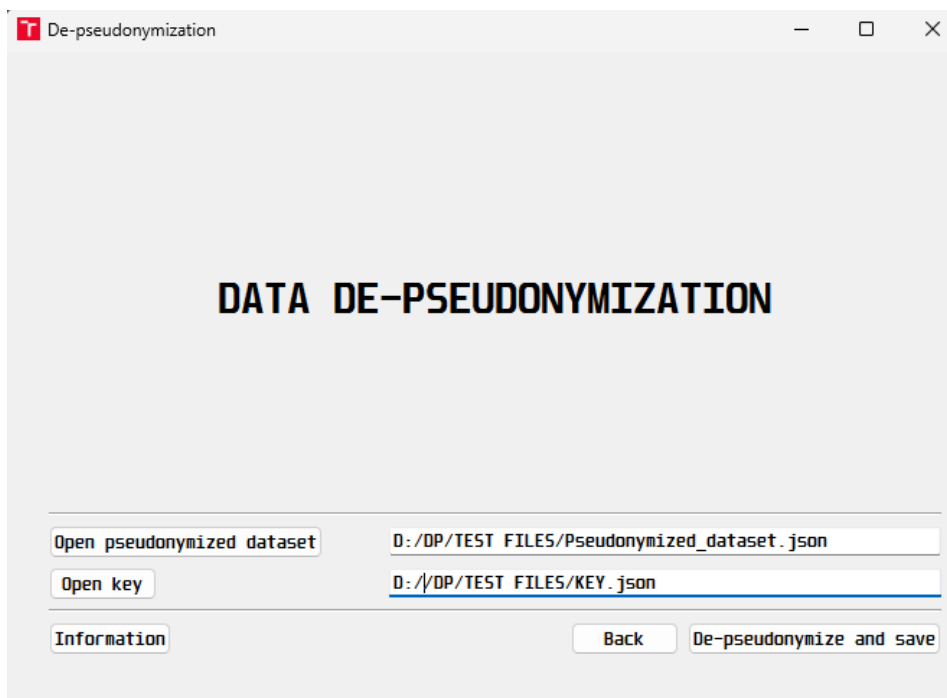 T De-pseudonymization
DATA DE-PSEUDONYMIZATION
Open pseudonymized dataset D:/DP/TEST FILES/Pseudonymized_dataset.json
Open key D://DP/TEST FILES/KEY.json
Information Back De-pseudonymize and save